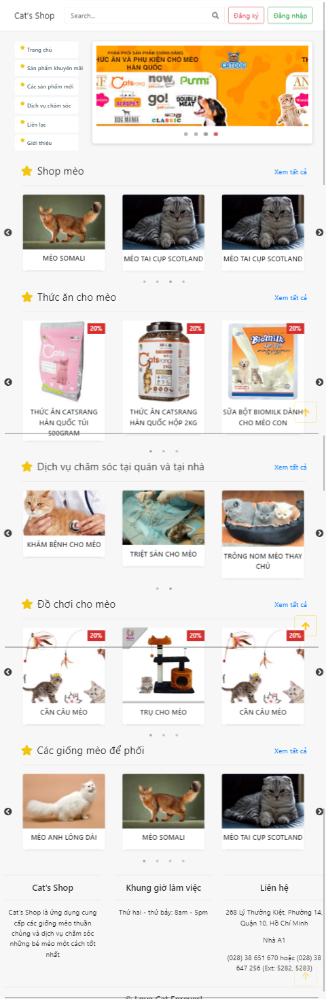 Cat's Shop
Search...
Đăng ký
Đăng nhập
Trang chủ
Sản phẩm khuyến mãi
Các sản phẩm mới
Dịch vụ chăm sóc
Liên lạc
Giới thiệu
PHÂN PHỐI SẢN PHẨM CHÍNH HÃNG
HỨC ĂN VÀ PHỤ KIỆN CHÓ MÈO
HÀN QUỐC
CATDOG
Catsrang
now
Pusmi
ACROPET
go!
DOUBLE
MEAT
DOG MANIA
CLASSIC
Shop mèo
Xem tất cả
MÈO SOMALI
MÈO TAI CỤP SCOTLAND
MÈO TAI CỤP SCOTLAND
Thức ăn cho mèo
Xem tất cả
20%
20%
20%
Catsrang
Catsrang
2KG
BioMilk
THỨC ĂN CATSRANG
HÀN QUỐC TÚI
500GRAM
THỨC ĂN CATSRANG
HÀN QUỐC HỘP 2KG
SỮA BỘT BIOMILK DÀNH
CHO MÈO CON
Dịch vụ chăm sóc tại quán và tại nhà
Xem tất cả
KHÁM BỆNH CHO MÈO
TRIỆT SẢN CHO MÈO
TRÔNG NOM MÈO THAY
CHỦ
Đồ chơi cho mèo
Xem tất cả
20%
20%
20%
CẦN CÂU MÈO
TRỤ CHO MÈO
CẦN CÂU MÈO
Các giống mèo để phối
Xem tất cả
MÈO ANH LÔNG DÀI
MÈO SOMALI
MÈO TAI CỤP SCOTLAND
Cat's Shop
Cat's Shop là ứng dụng cung
cấp các giống mèo thuần
chủng và dịch vụ chăm sóc
những bé mèo một cách tốt
nhất
Khung giờ làm việc
Thứ hai - thứ bảy: 8am - 5pm
Liên hệ
268 Lý Thường Kiệt, Phường 14,
Quận 10, Hồ Chí Minh
Nhà A1
(028) 38 651 670 hoặc (028) 38
647 256 (Ext: 5282, 5283)
© Love Cat Forever!